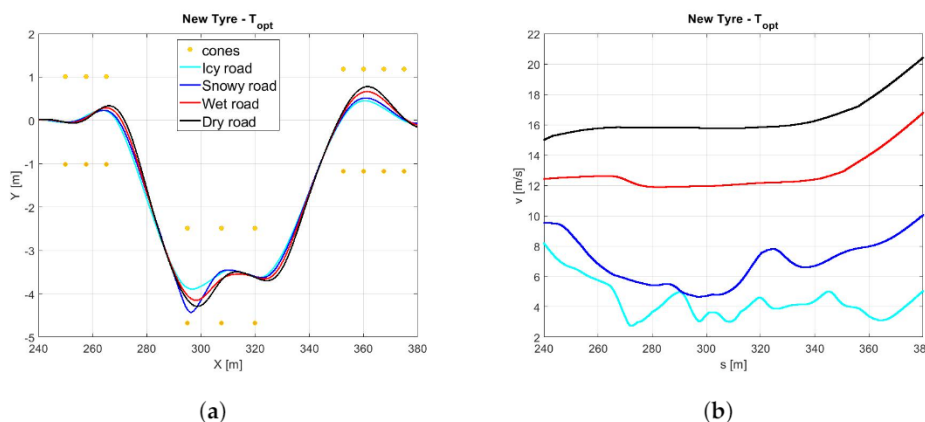 New Tyre - Topt
2
1
0
-1
-2
-3
-4
-5
Y [m]
cones
Icy road
Snowy road
Wet road
Dry road
240 260 280 300 320 340 360 380
X [m]
(a)
New Tyre - Topt
22
20
18
16
14
12
10
8
6
4
2
v [m/s]
240 260 280 300 320 340 360 38
s [m]
(b)